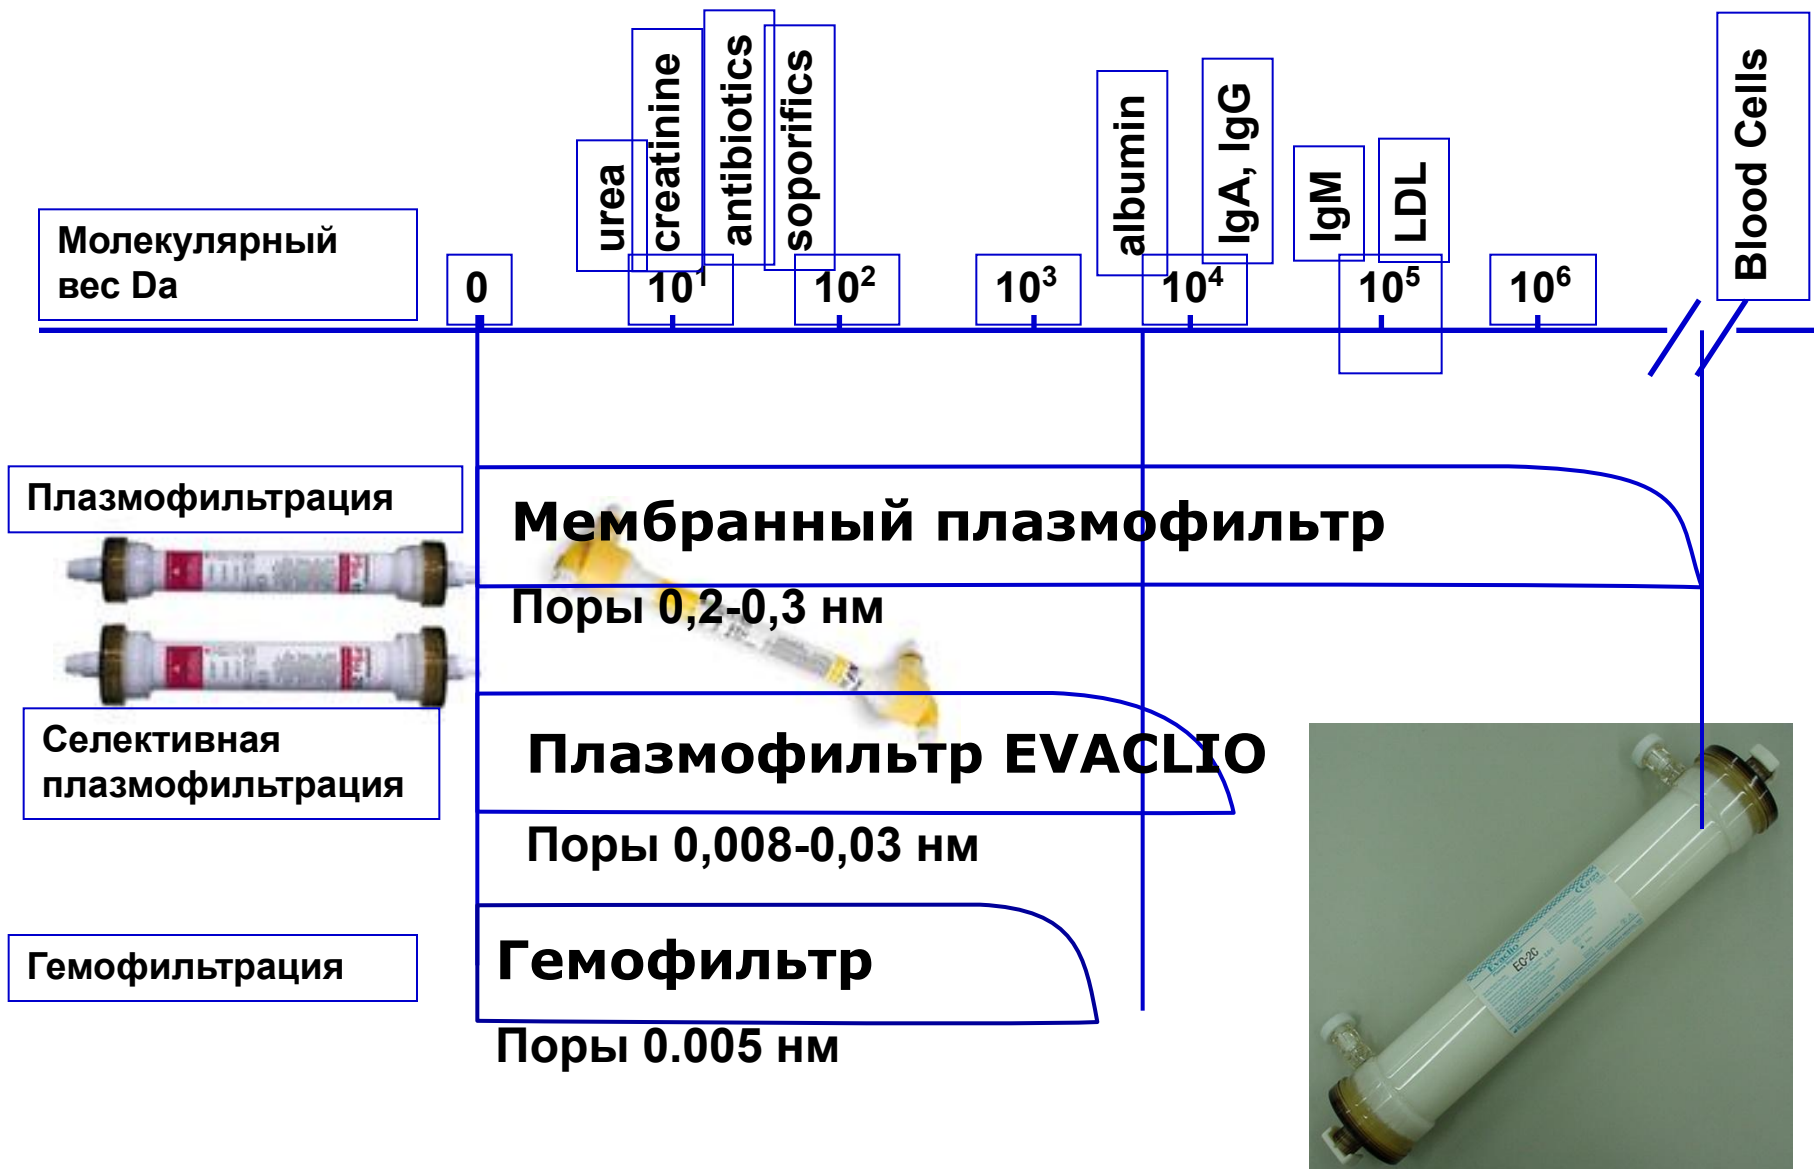 urea
creatinine
antibiotics
soporifics
albumin
IgA, IgG
IgM
LDL
Blood Cells
Молекулярный
вес Da
0
10¹
10²
10³
10⁴
10⁵
10⁶
Плазмофильтрация
Мембранный плазмофильтр
Поры 0,2-0,3 нм
Селективная
плазмофильтрация
Плазмофильтр EVACLIO
Поры 0,008-0,03 нм
Гемофильтрация
Гемофильтр
Поры 0.005 нм
Evaclio
EC-2C